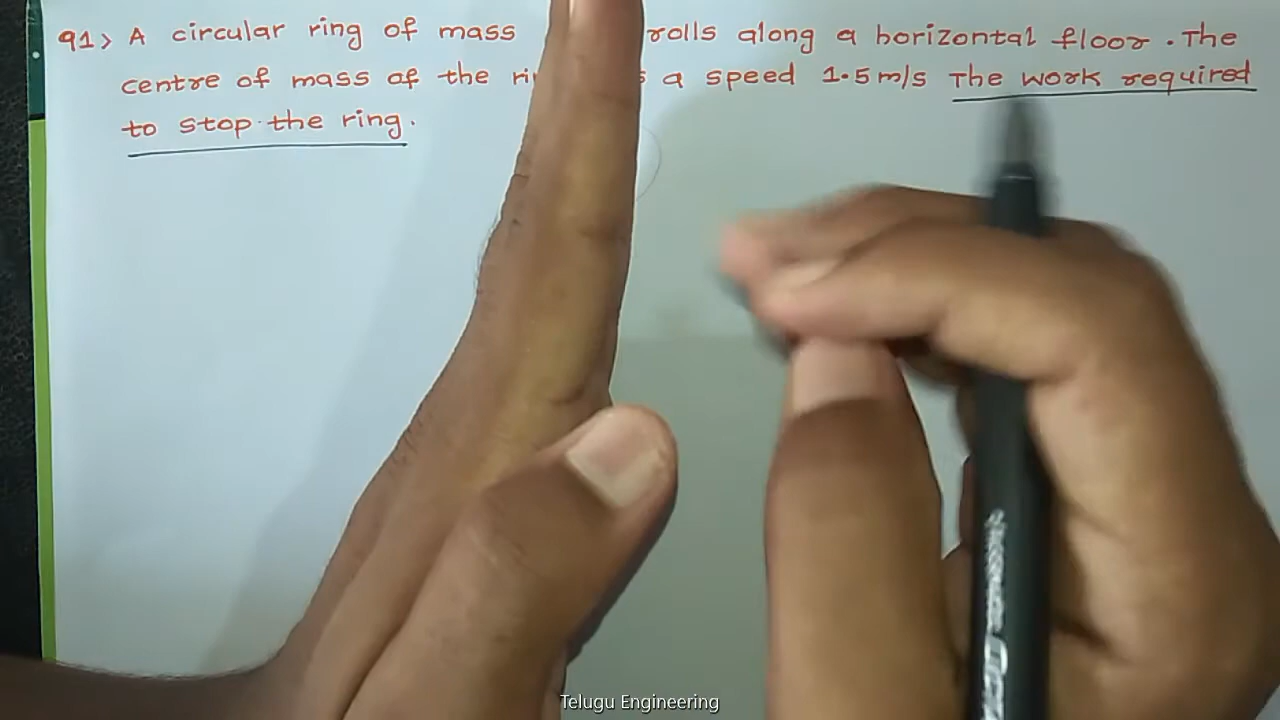 91> A circular ring of mass rolls along a horizontal floor. The
centre of mass of the a speed 1.5 m/s The work required
to stop the ring.
Telugu Engineering